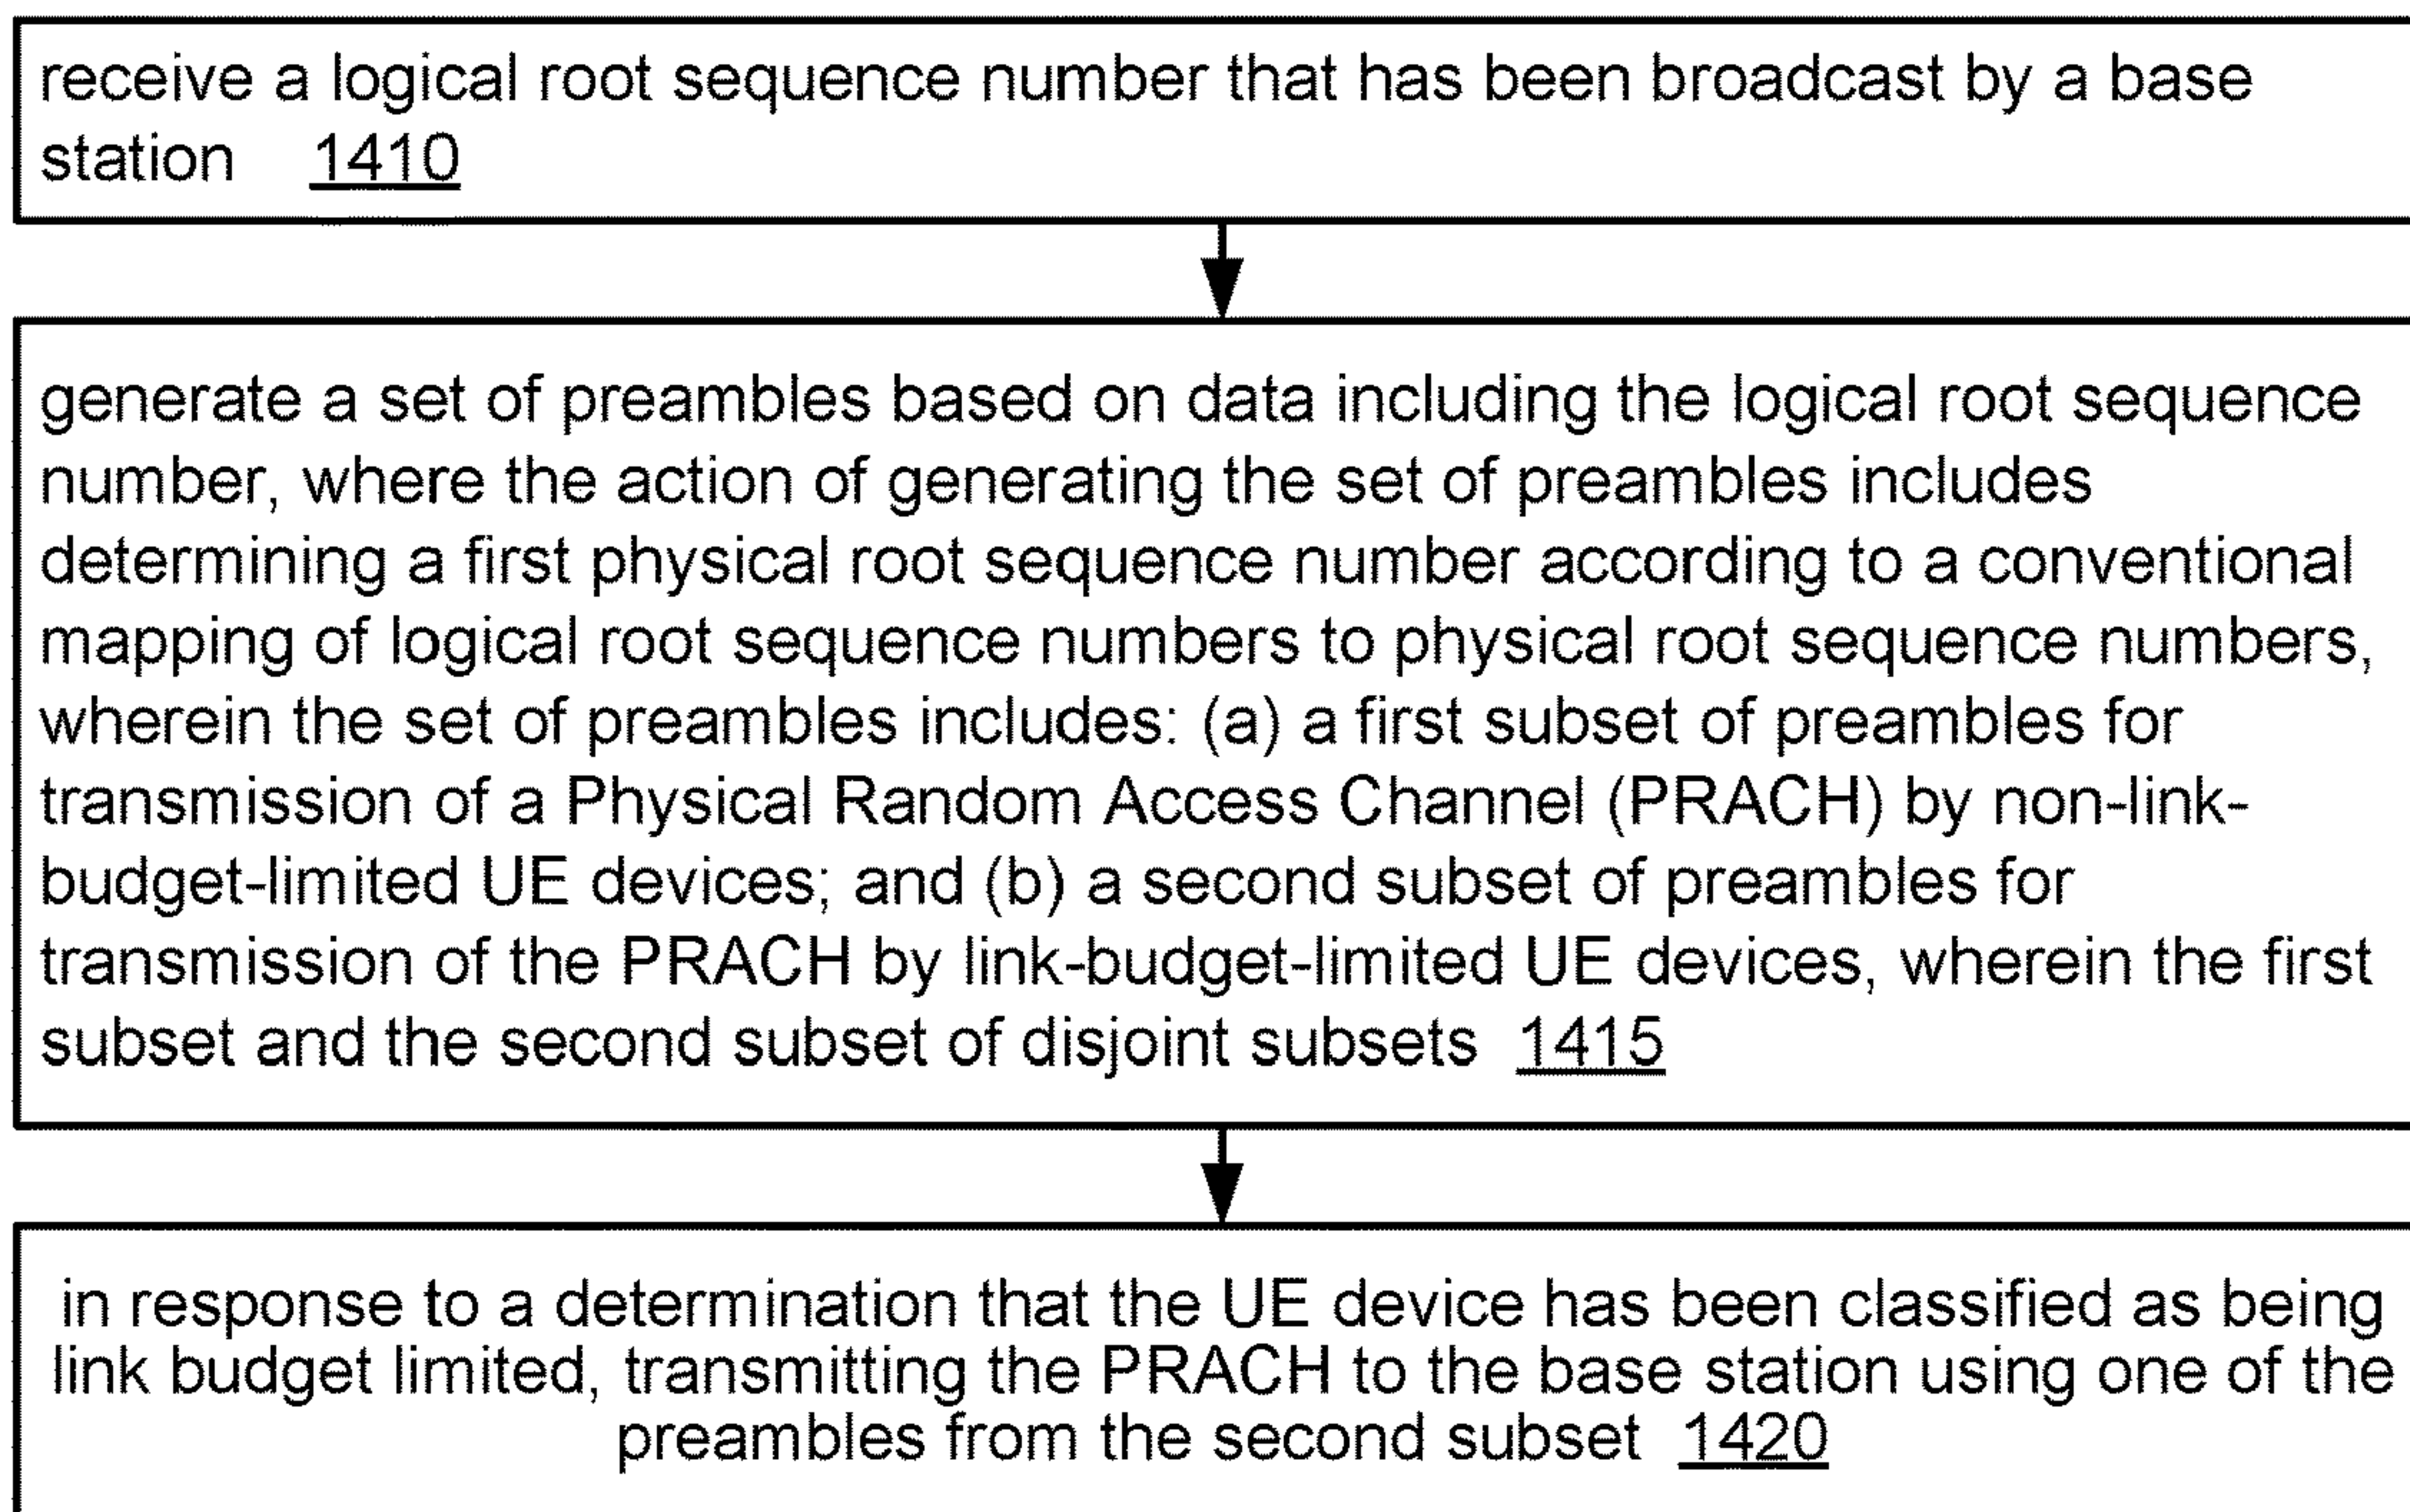 receive a logical root sequence number that has been broadcast by a base
station 1410
generate a set of preambles based on data including the logical root sequence
number, where the action of generating the set of preambles includes
determining a first physical root sequence number according to a conventional
mapping of logical root sequence numbers to physical root sequence numbers,
wherein the set of preambles includes: (a) a first subset of preambles for
transmission of a Physical Random Access Channel (PRACH) by non-link-
budget-limited UE devices; and (b) a second subset of preambles for
transmission of the PRACH by link-budget-limited UE devices, wherein the first
subset and the second subset of disjoint subsets 1415
in response to a determination that the UE device has been classified as being
link budget limited, transmitting the PRACH to the base station using one of the
preambles from the second subset 1420